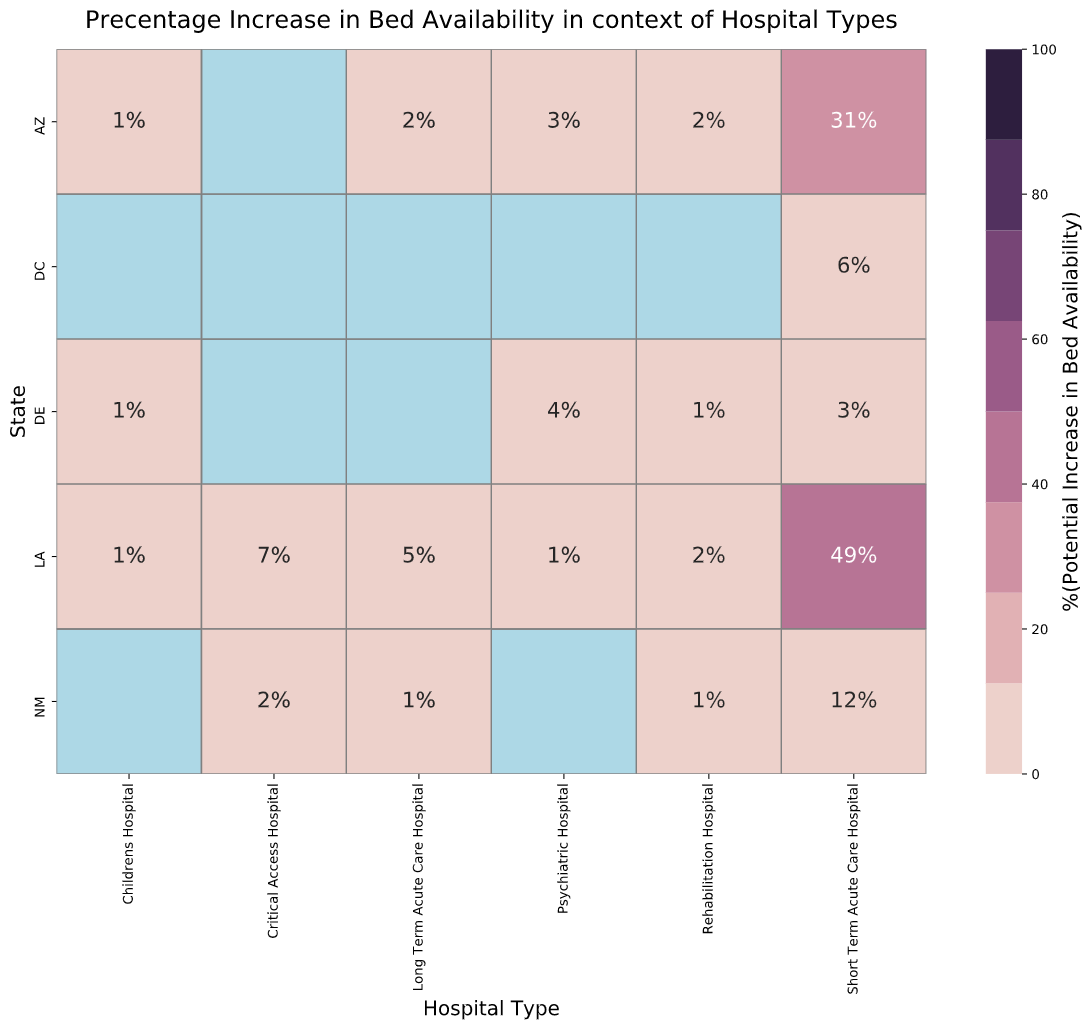 Precentage Increase in Bed Availability in context of Hospital Types
State
AZ
1%
2%
3%
2%
31%
DC
6%
DE
1%
4%
1%
3%
LA
1%
7%
5%
1%
2%
49%
NM
2%
1%
1%
12%
Childrens Hospital
Critical Access Hospital
Long Term Acute Care Hospital
Psychiatric Hospital
Rehabilitation Hospital
Short Term Acute Care Hospital
Hospital Type
100
80
60
40
20
0
%(Potential Increase in Bed Availability)